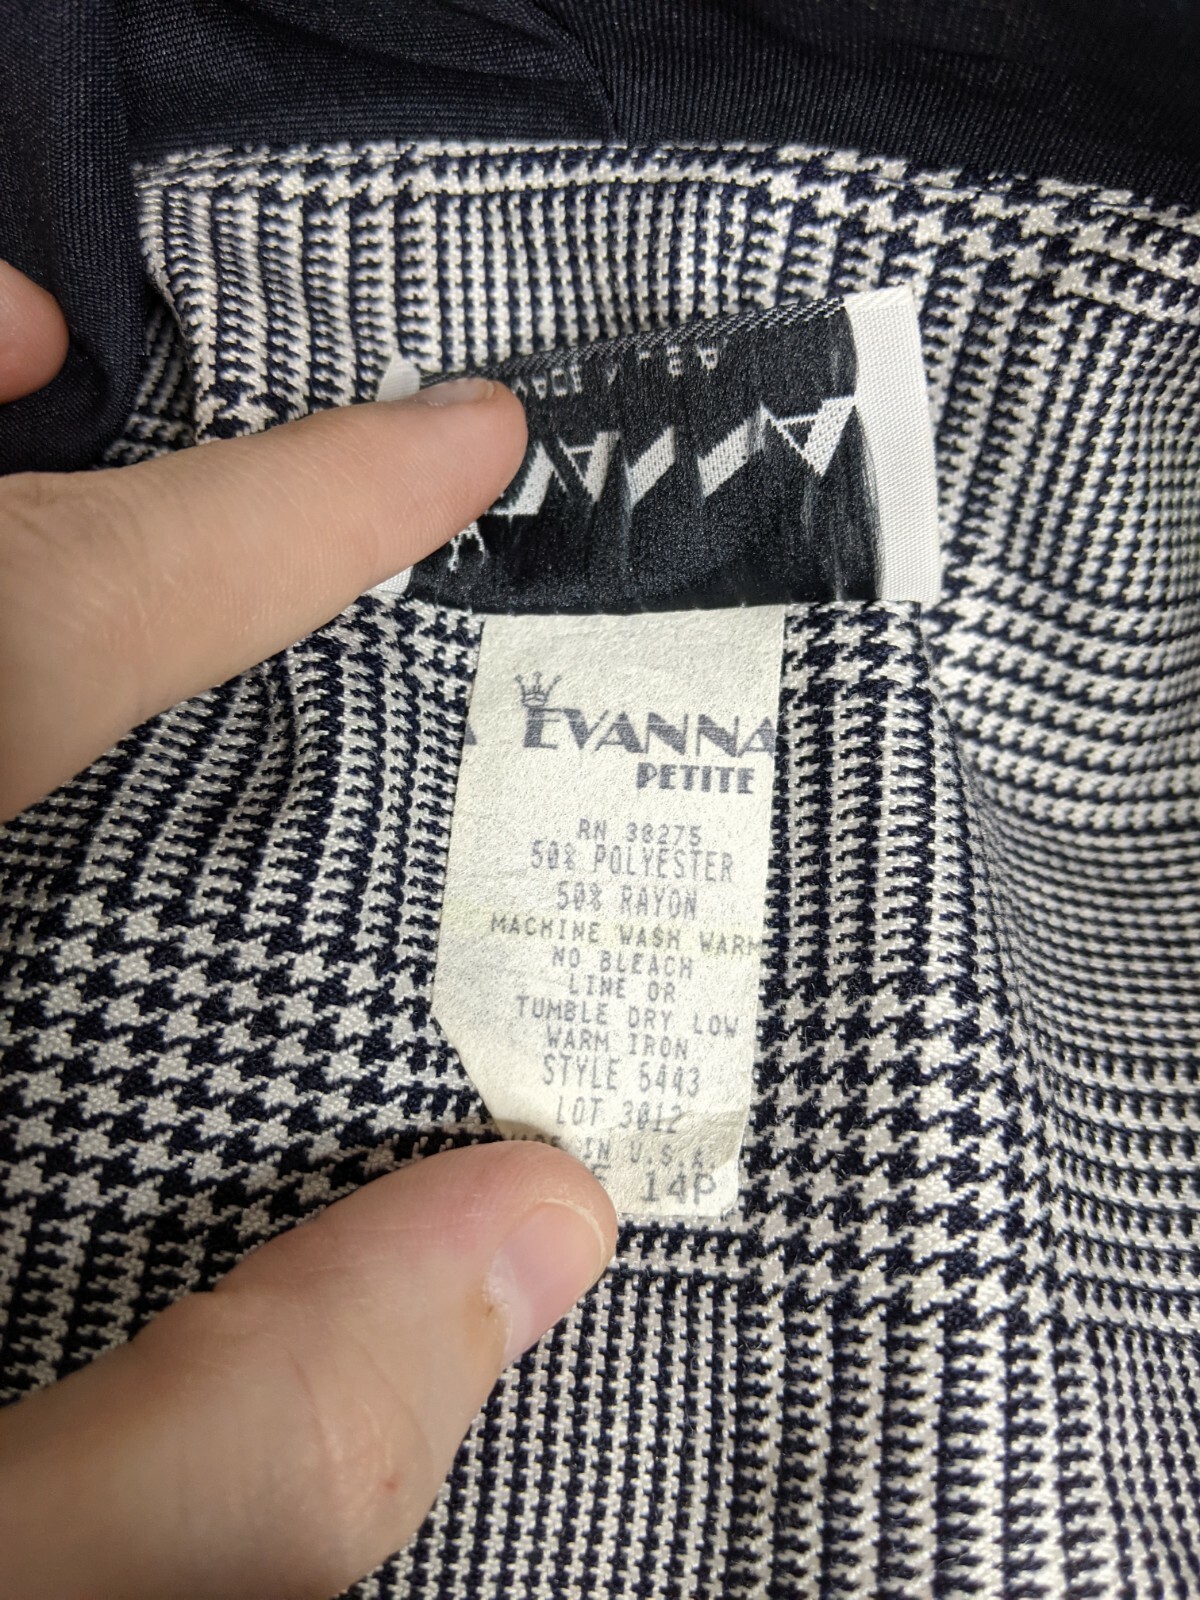 EVANNA
PETITE
RN 38275
50% POLYESTER
50% RAYON
MACHINE WASH WARM
NO BLEACH
LINE OR
TUMBLE DRY LOW
WARM IRON
STYLE 5443
LOT 3012
IN U.S.A.
14P